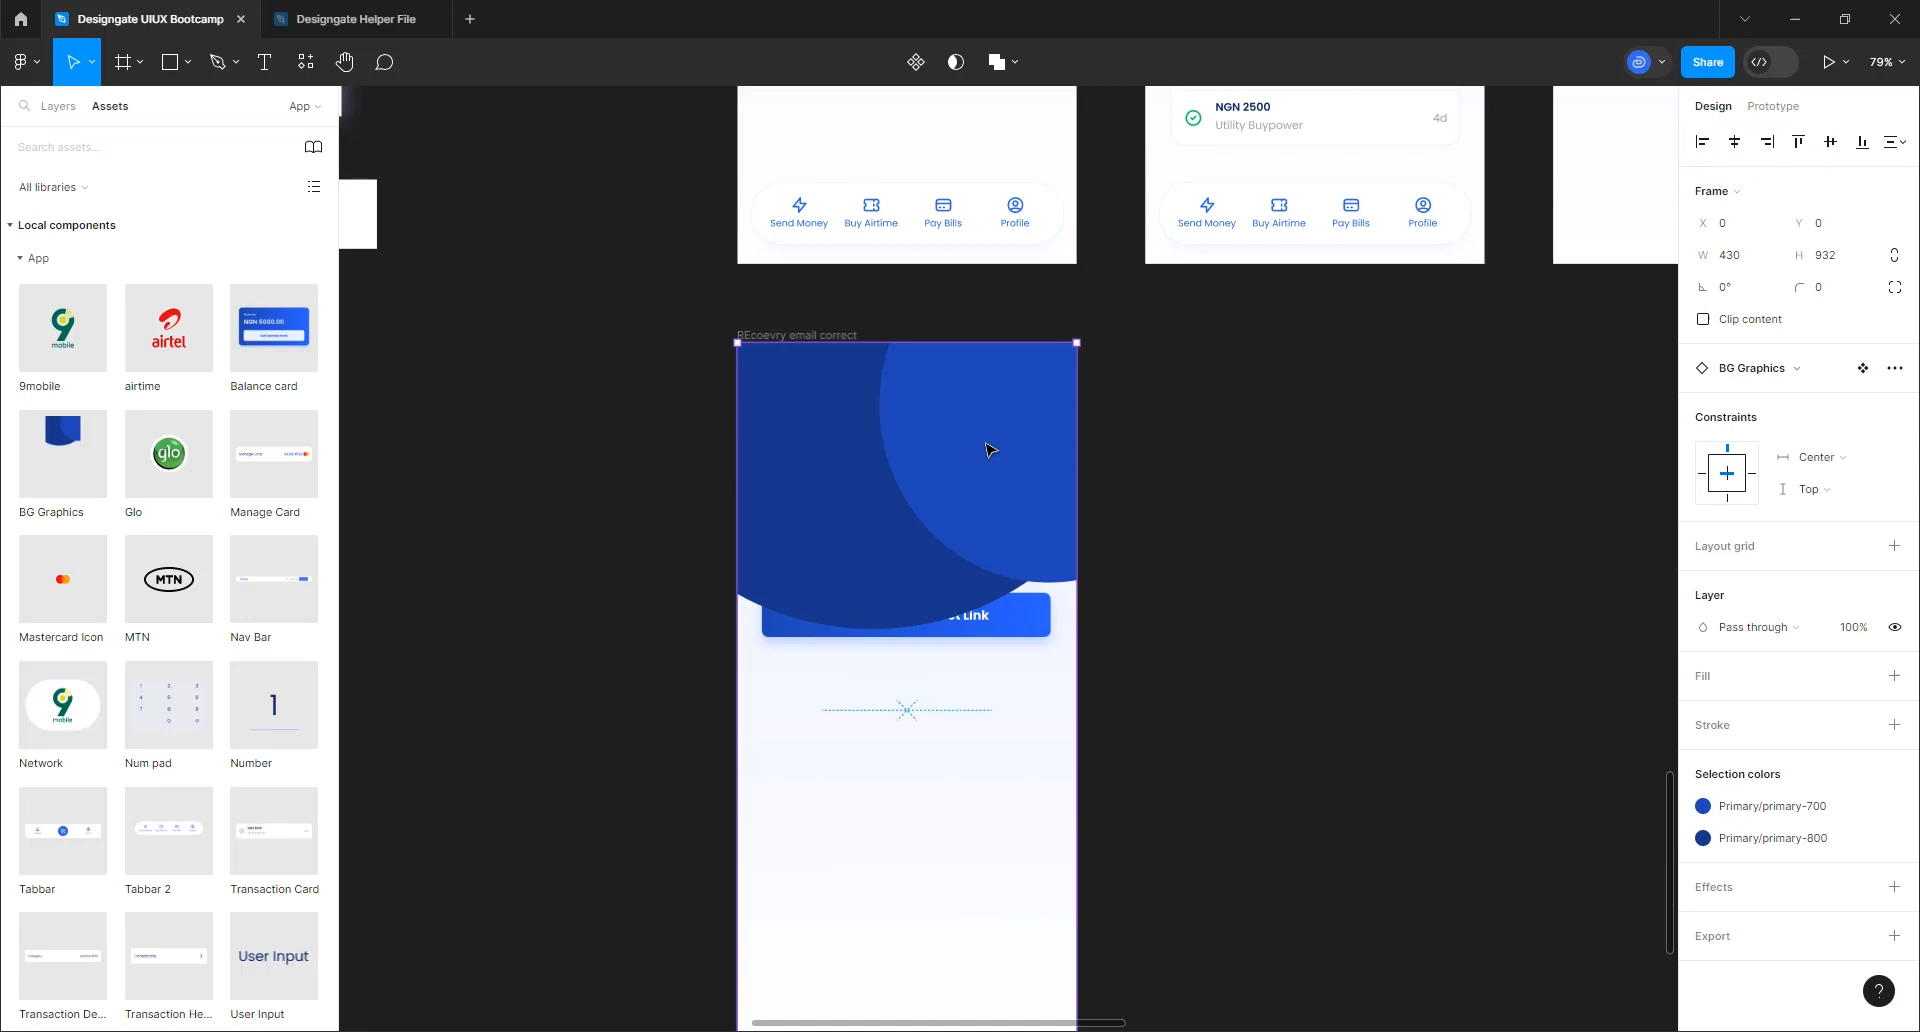 Designgate UIUX Bootcamp
Designgate Helper File
Share
79%
Layers
Assets
App
Search assets...
All libraries
Local components
App
9
mobile
airtel
NGN 5000.00
9mobile
airtime
Balance card
glo
BG Graphics
Glo
Manage Card
MTN
Mastercard Icon
MTN
Nav Bar
9
mobile
1
Network
Num pad
Number
Tabbar
Tabbar 2
Transaction Card
User Input
Transaction De...
Transaction He...
User Input
NGN 2500
Utility Buypower
4d
Send Money
Buy Airtime
Pay Bills
Profile
Send Money
Buy Airtime
Pay Bills
Profile
REcoevry email correct
Link
Design
Prototype
Frame
X 0
Y 0
W 430
H 932
0°
0
Clip content
BG Graphics
Constraints
Center
Top
Layout grid
Layer
Pass through
100%
Fill
Stroke
Selection colors
Primary/primary-700
Primary/primary-800
Effects
Export
?